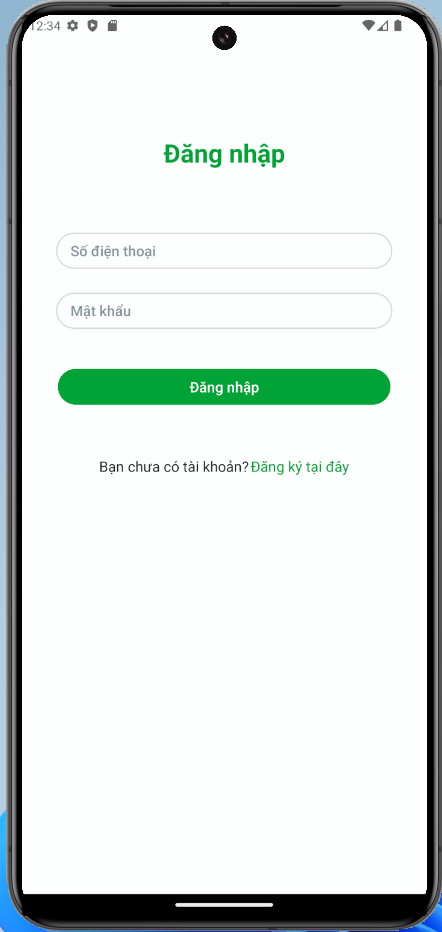 12:34
Đăng nhập
Số điện thoại
Mật khẩu
Đăng nhập
Bạn chưa có tài khoản? Đăng ký tại đây